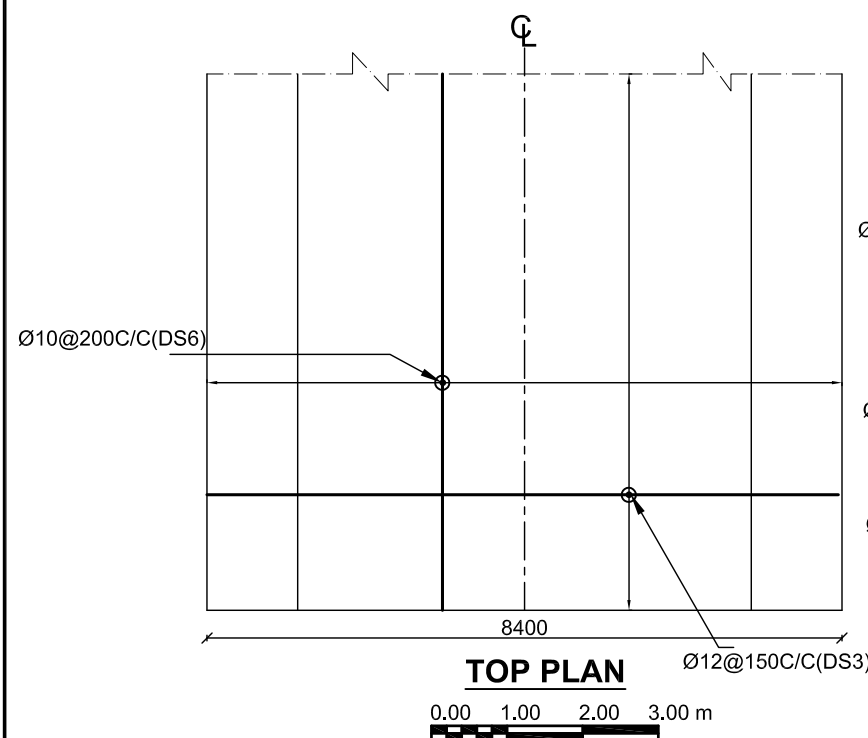 ℄
Ø
Ø10@200C/C(DS6)
Ø
Ø
8400
Ø12@150C/C(DS3)
TOP PLAN
0.00 1.00 2.00 3.00 m